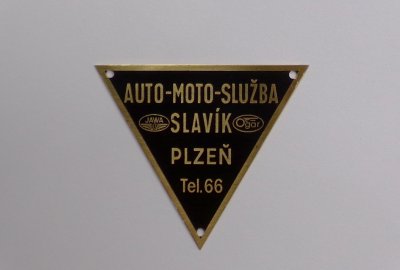 AUTO-MOTO-SLUŽBA
JAWA SLAVÍK Ogar
PLZEŇ
Tel.66